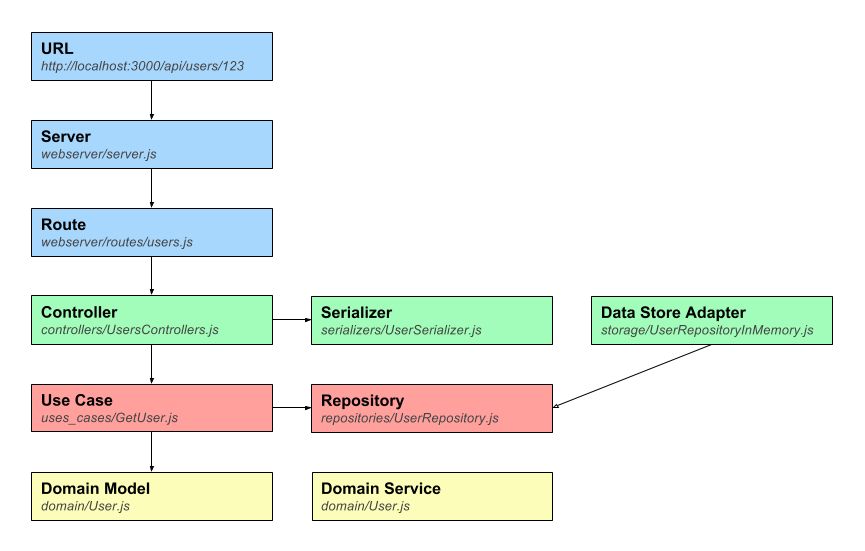 URL
http://localhost:3000/api/users/123
Server
webserver/server.js
Route
webserver/routes/users.js
Controller
controllers/UsersControllers.js
Serializer
serializers/UserSerializer.js
Data Store Adapter
storage/UserRepositoryInMemory.js
Use Case
uses_cases/GetUser.js
Repository
repositories/UserRepository.js
Domain Model
domain/User.js
Domain Service
domain/User.js